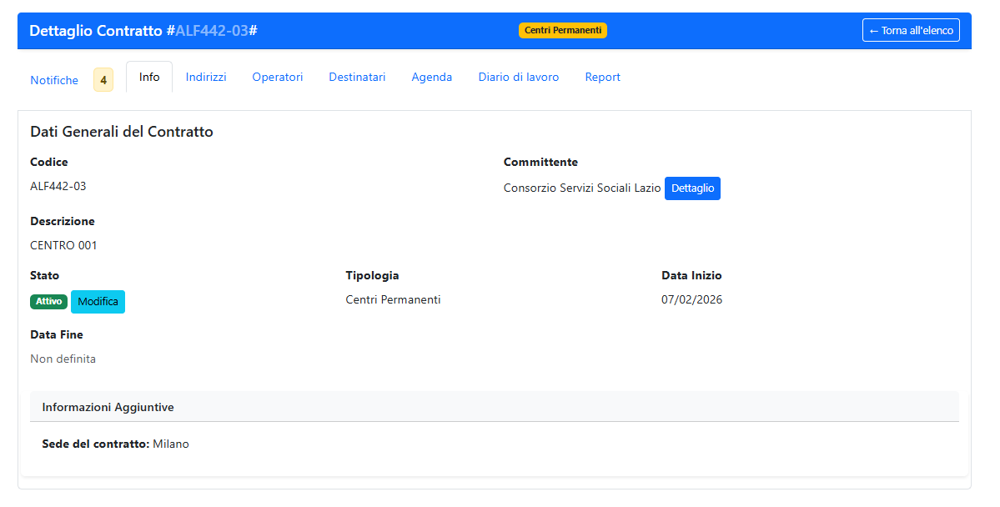 Dettaglio Contratto #ALF442-03# Centri Permanenti ← Torna all'elenco
Notifiche 4 Info Indirizzi Operatori Destinatari Agenda Diario di lavoro Report
Dati Generali del Contratto
Codice Committente
ALF442-03 Consorzio Servizi Sociali Lazio Dettaglio
Descrizione
CENTRO 001
Stato Tipologia Data Inizio
Attivo Modifica Centri Permanenti 07/02/2026
Data Fine
Non definita
Informazioni Aggiuntive
Sede del contratto: Milano